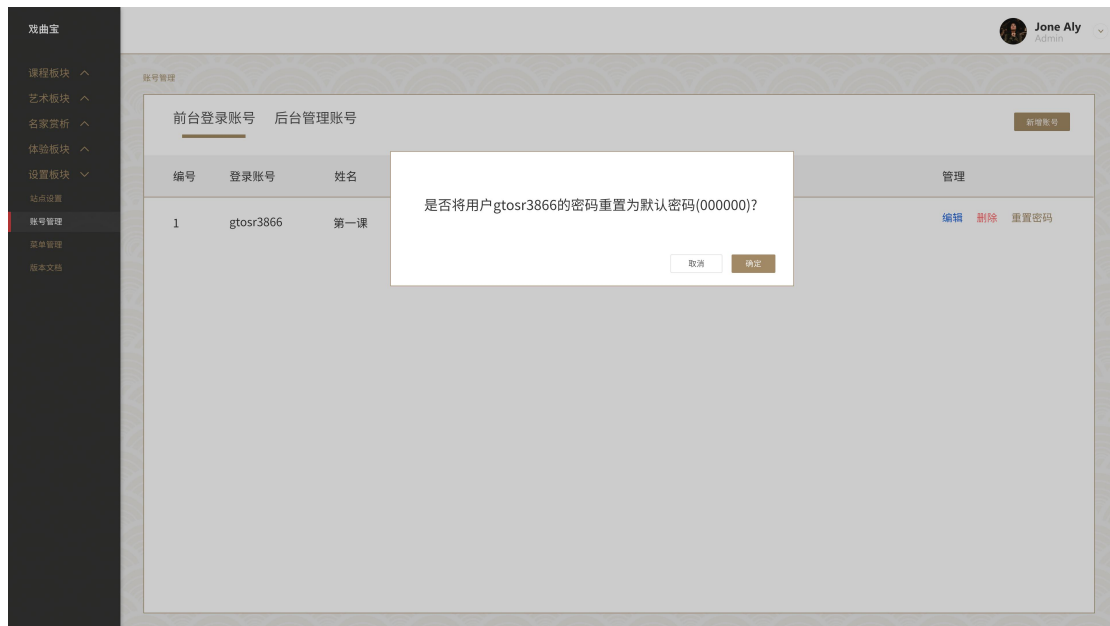 戏曲宝
Jone Aly
Admin
课程板块
艺术板块
名家赏析
体验板块
设置板块
站点设置
账号管理
菜单管理
版本文档
账号管理
前台登录账号 后台管理账号
新增账号
编号 登录账号 姓名 管理
1 gtosr3866 第一课 编辑 删除 重置密码
是否将用户gtosr3866的密码重置为默认密码(000000)?
取消 确定